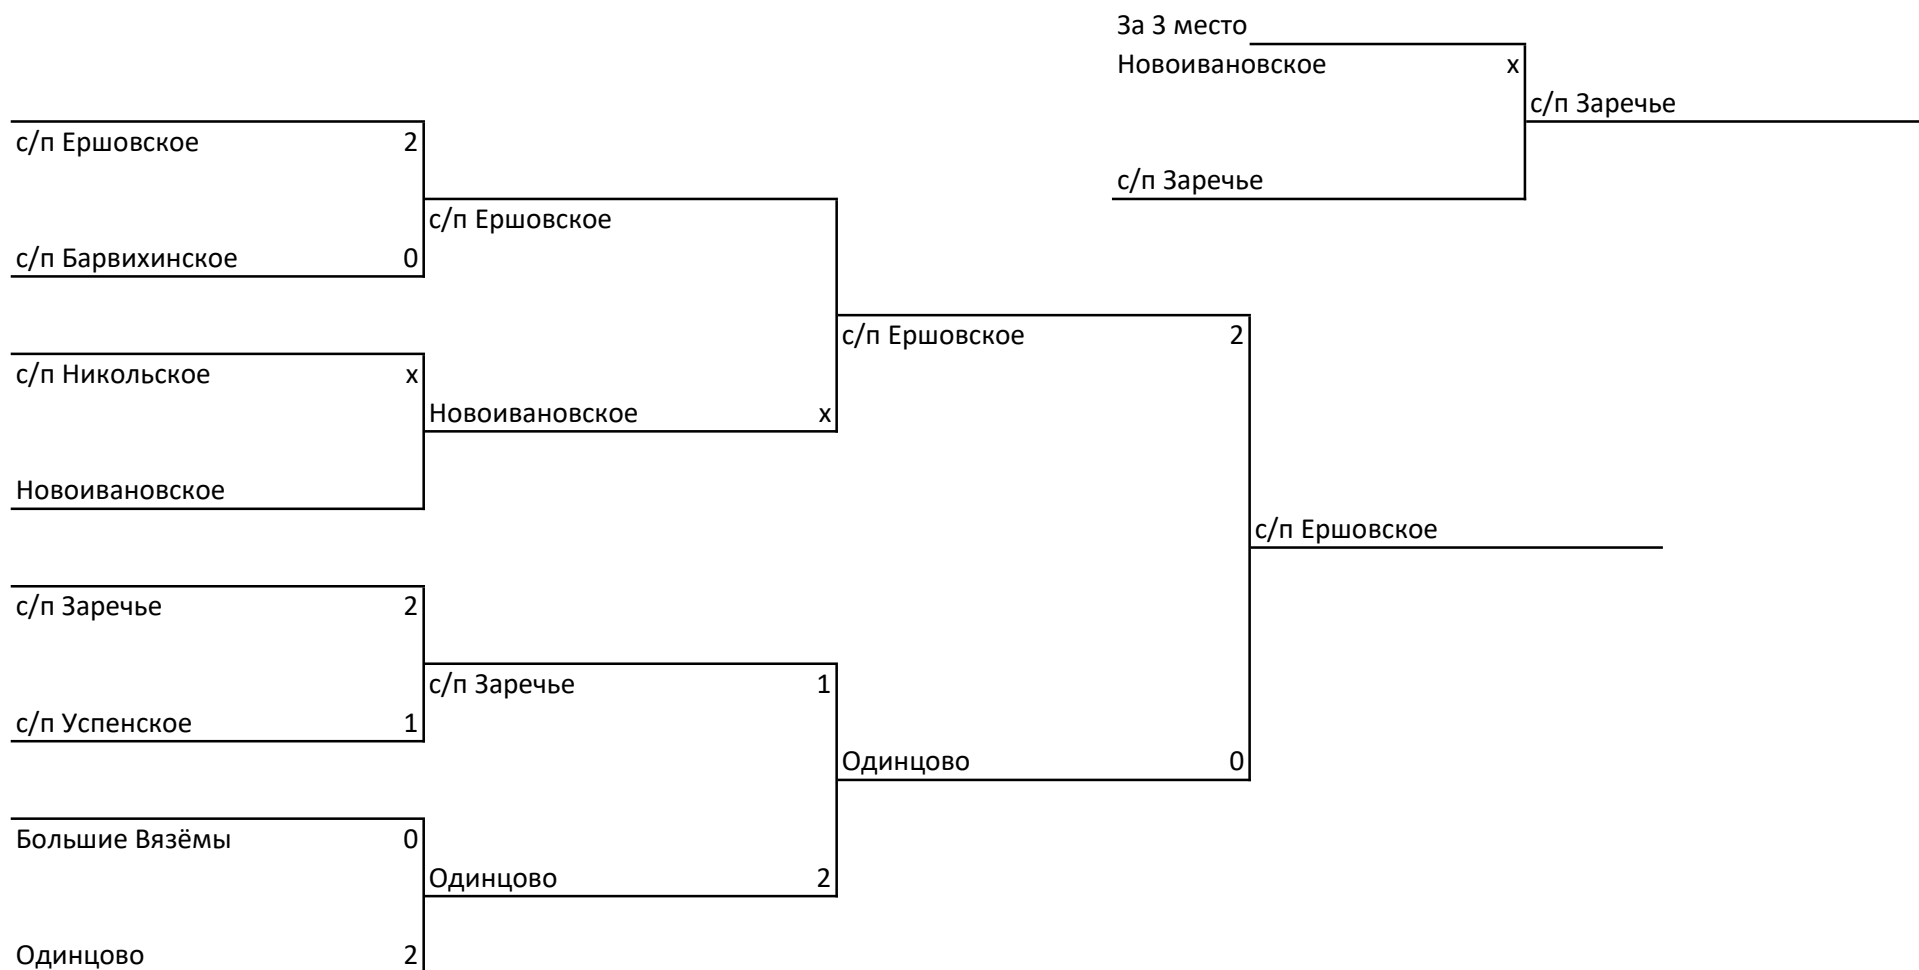 За 3 место
Новоивановское x
с/п Заречье
с/п Ершовское 2
с/п Заречье
с/п Ершовское
с/п Барвихинское 0
с/п Ершовское 2
с/п Никольское x
Новоивановское x
Новоивановское
с/п Ершовское
с/п Заречье 2
с/п Заречье 1
с/п Успенское 1
Одинцово 0
Большие Вязёмы 0
Одинцово 2
Одинцово 2